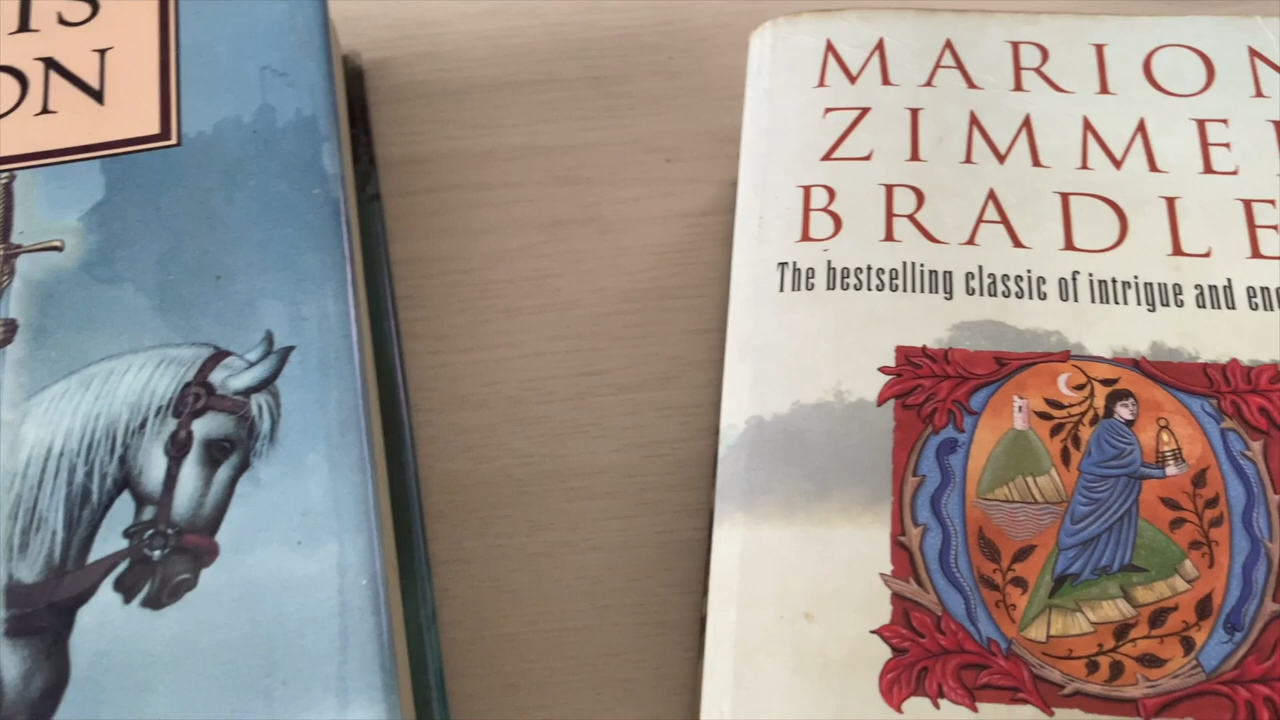 IS
ON
MARION
ZIMME
BRADLE
The bestselling classic of intrigue and en